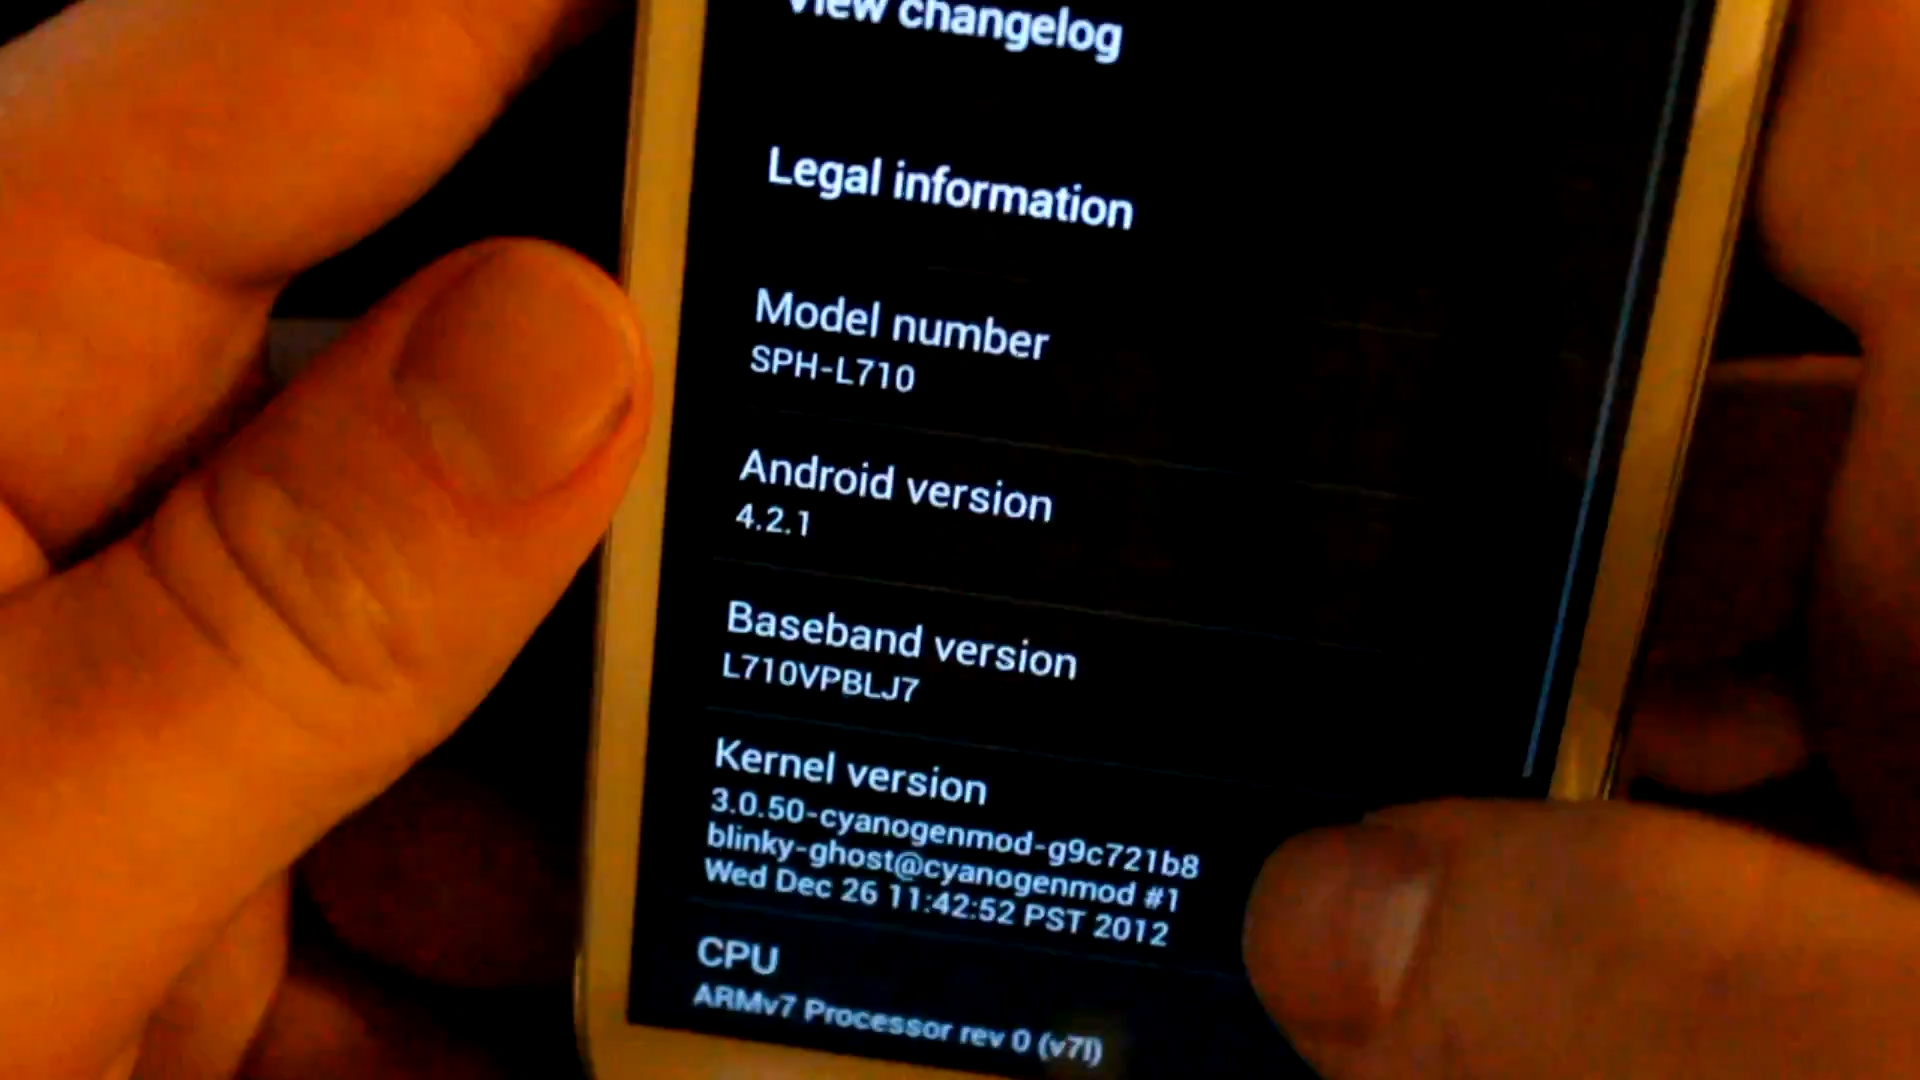 View changelog
Legal information
Model number
SPH-L710
Android version
4.2.1
Baseband version
L710VPBLJ7
Kernel version
3.0.50-cyanogenmod-g9c721b8
blinky-ghost@cyanogenmod #1
Wed Dec 26 11:42:52 PST 2012
CPU
ARMv7 Processor rev 0 (v7l)